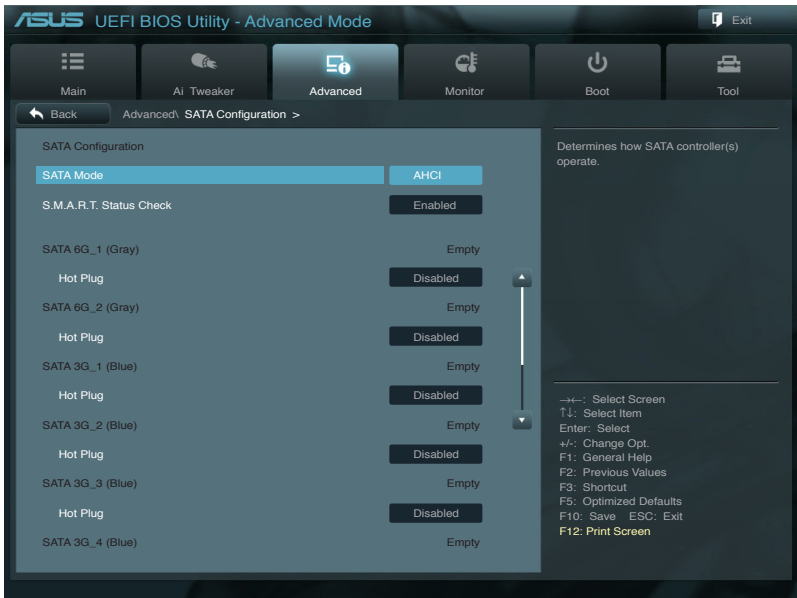 ASUS UEFI BIOS Utility - Advanced Mode
Exit
Main
Ai Tweaker
Advanced
Monitor
Boot
Tool
Back
Advanced\ SATA Configuration >
SATA Configuration
SATA Mode AHCI
S.M.A.R.T. Status Check Enabled
SATA 6G_1 (Gray) Empty
Hot Plug Disabled
SATA 6G_2 (Gray) Empty
Hot Plug Disabled
SATA 3G_1 (Blue) Empty
Hot Plug Disabled
SATA 3G_2 (Blue) Empty
Hot Plug Disabled
SATA 3G_3 (Blue) Empty
Hot Plug Disabled
SATA 3G_4 (Blue) Empty
Determines how SATA controller(s)
operate.
→←: Select Screen
↑↓: Select Item
Enter: Select
+/-: Change Opt.
F1: General Help
F2: Previous Values
F3: Shortcut
F5: Optimized Defaults
F10: Save ESC: Exit
F12: Print Screen